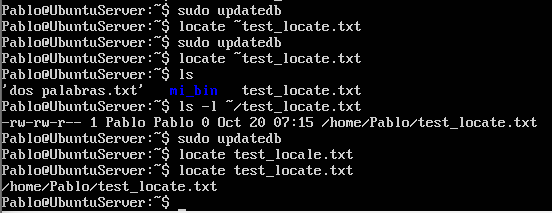 Pablo@UbuntuServer:~$ sudo updatedb
Pablo@UbuntuServer:~$ locate ~test_locate.txt
Pablo@UbuntuServer:~$ sudo updatedb
Pablo@UbuntuServer:~$ locate ~test_locate.txt
Pablo@UbuntuServer:~$ ls
'dos palabras.txt'   mi_bin   test_locate.txt
Pablo@UbuntuServer:~$ ls -l ~/test_locate.txt
-rw-rw-r-- 1 Pablo Pablo 0 Oct 20 07:15 /home/Pablo/test_locate.txt
Pablo@UbuntuServer:~$ sudo updatedb
Pablo@UbuntuServer:~$ locate test_locale.txt
Pablo@UbuntuServer:~$ locate test_locate.txt
/home/Pablo/test_locate.txt
Pablo@UbuntuServer:~$